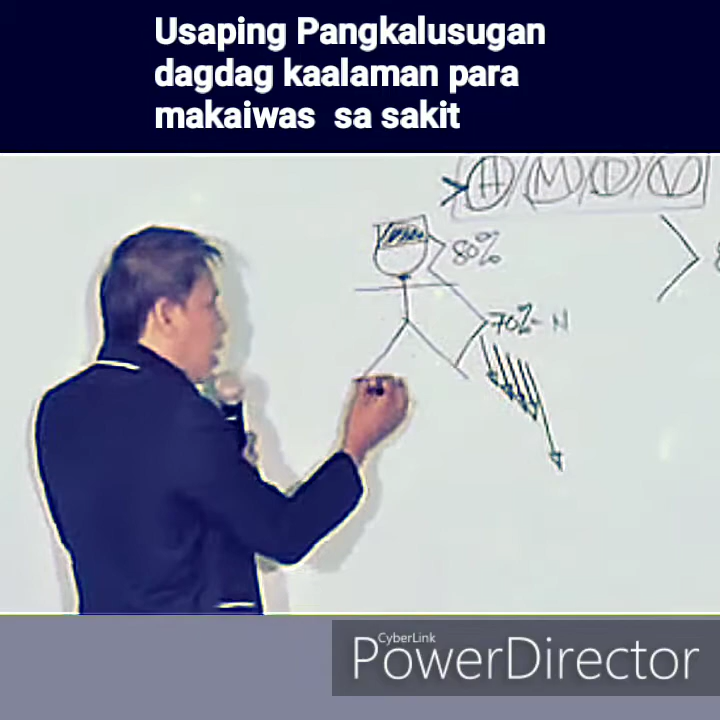 Usaping Pangkalusugan
dagdag kaalaman para
makaiwas sa sakit
H M D V
80%
70% - N
CyberLink
PowerDirector